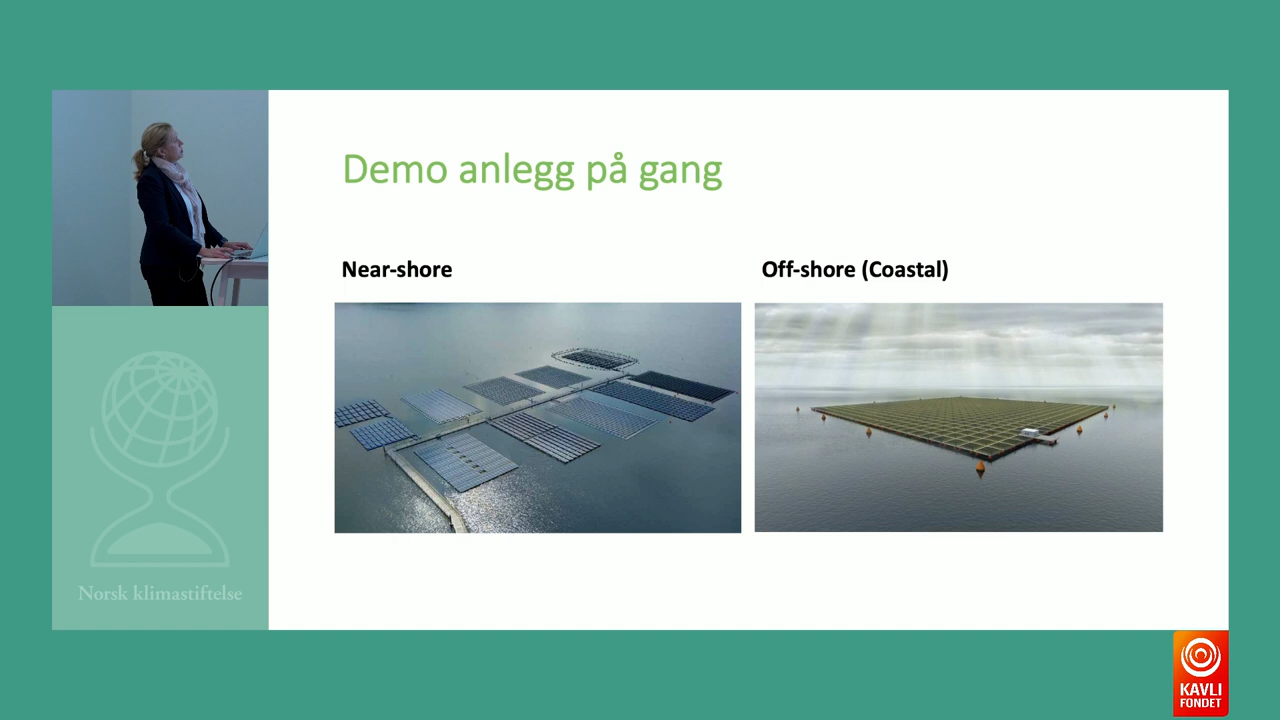 Demo anlegg på gang
Near-shore
Off-shore (Coastal)
Norsk klimastiftelse
KAVLI
FONDET